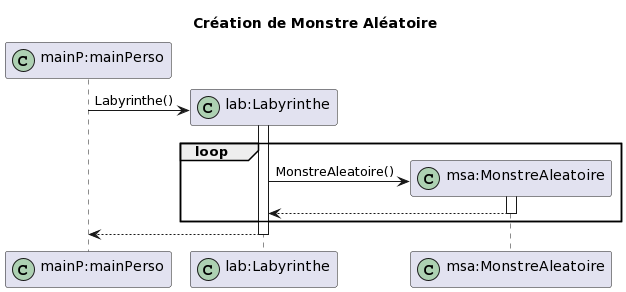 Création de Monstre Aléatoire
C mainP:mainPerso
Labyrinthe()
C lab:Labyrinthe
loop
MonstreAleatoire()
C msa:MonstreAleatoire
C mainP:mainPerso
C lab:Labyrinthe
C msa:MonstreAleatoire